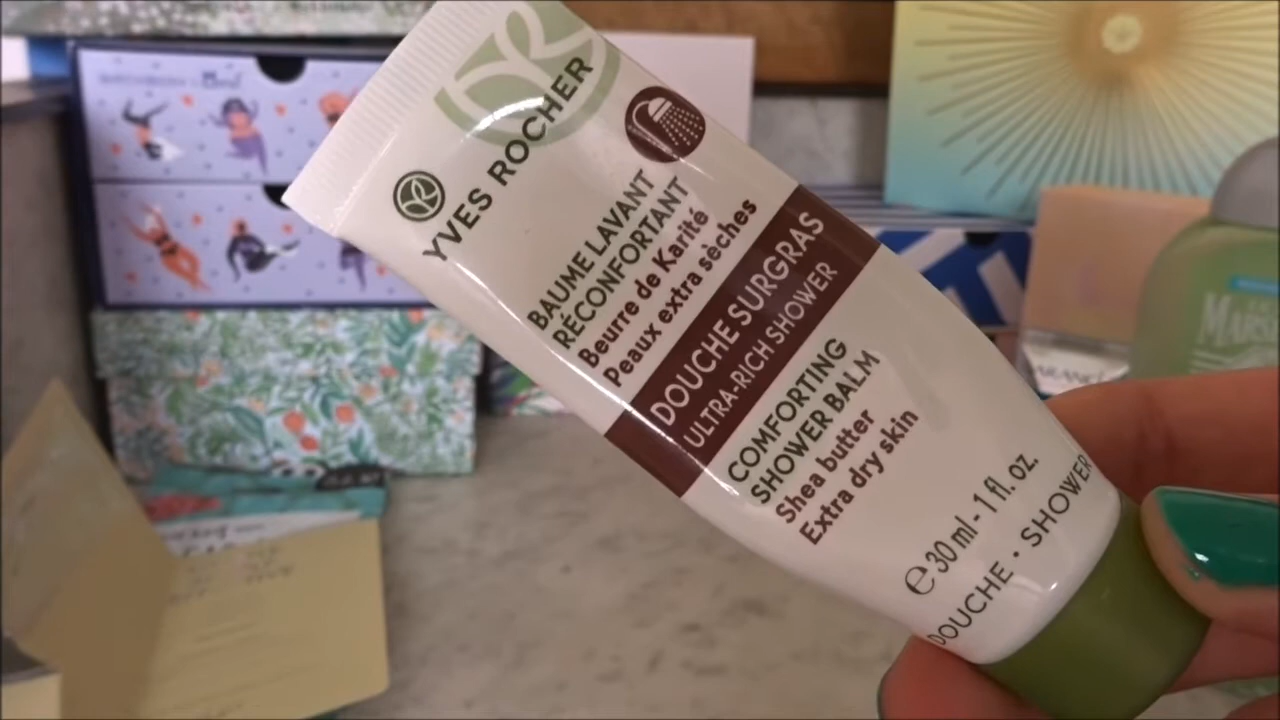 YVES ROCHER
BAUME LAVANT
RÉCONFORTANT
Beurre de Karité
Peaux extra sèches
DOUCHE SURGRAS
ULTRA-RICH SHOWER
COMFORTING
SHOWER BALM
Shea butter
Extra dry skin
e 30 ml - 1 fl. oz.
DOUCHE • SHOWER